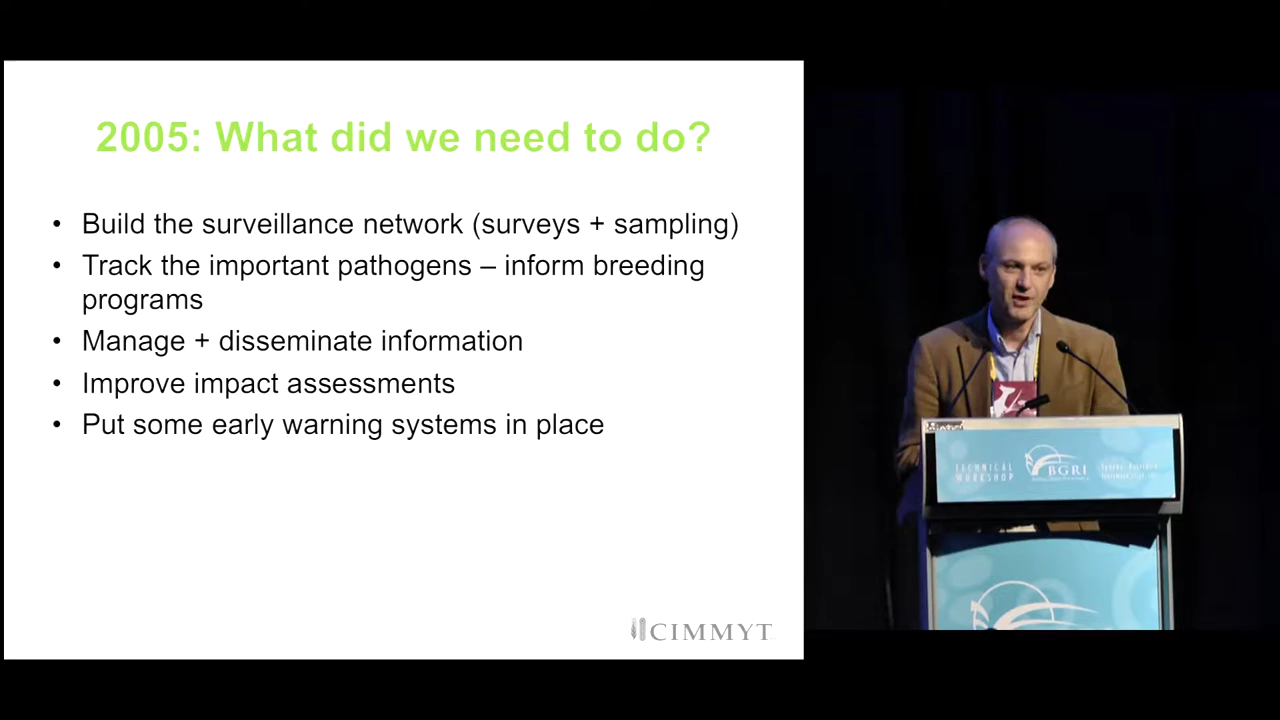 2005: What did we need to do?
• Build the surveillance network (surveys + sampling)
• Track the important pathogens – inform breeding
programs
• Manage + disseminate information
• Improve impact assessments
• Put some early warning systems in place
CIMMYT
TECHNICAL
WORKSHOP
BGRI